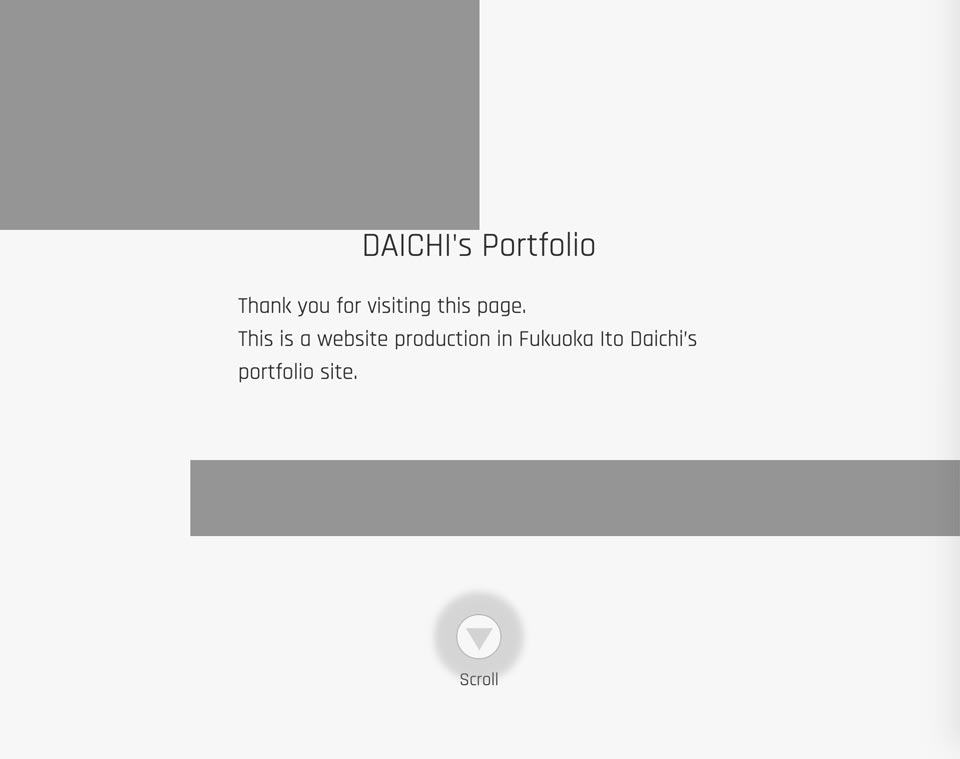 DAICHI's Portfolio
Thank you for visiting this page.
This is a website production in Fukuoka Ito Daichi's
portfolio site.
Scroll